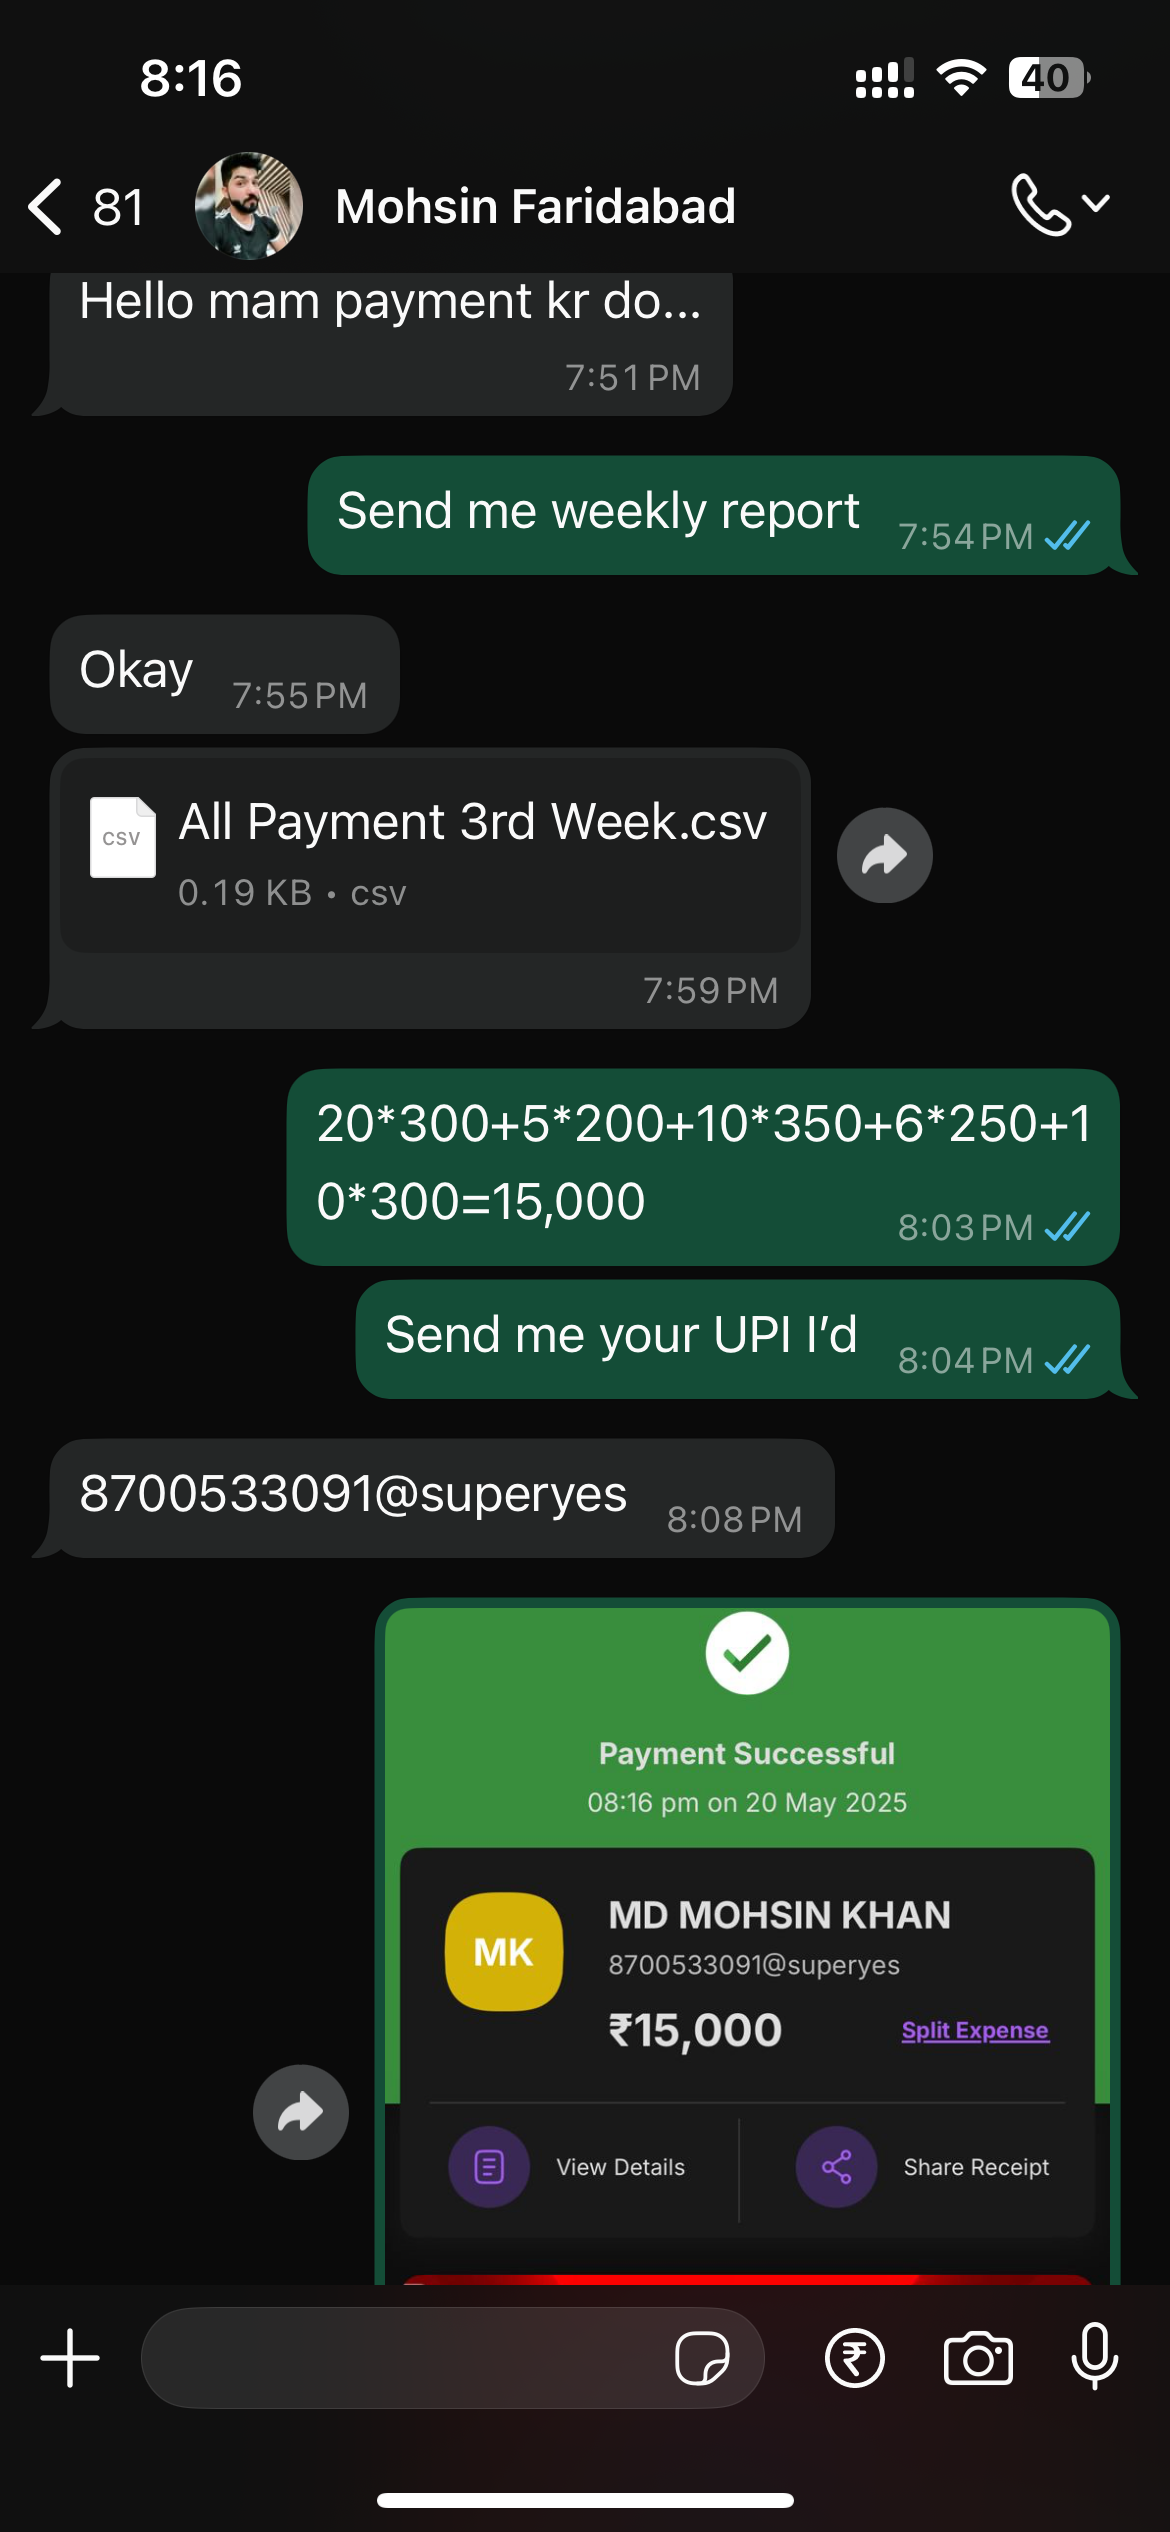 8:16
40
81
Mohsin Faridabad
Hello mam payment kr do...
7:51 PM
Send me weekly report
7:54 PM
Okay
7:55 PM
CSV
All Payment 3rd Week.csv
0.19 KB • csv
7:59 PM
20*300+5*200+10*350+6*250+1
0*300=15,000
8:03 PM
Send me your UPI I’d
8:04 PM
8700533091@superyes
8:08 PM
Payment Successful
08:16 pm on 20 May 2025
MK
MD MOHSIN KHAN
8700533091@superyes
₹15,000
Split Expense
View Details
Share Receipt
₹